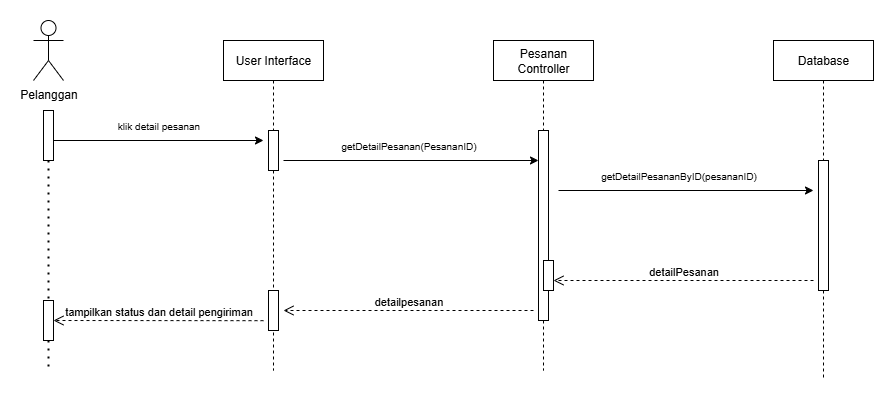 Pelanggan
User Interface
Pesanan
Controller
Database
klik detail pesanan
getDetailPesanan(PesananID)
getDetailPesananByID(pesananID)
detailPesanan
detailpesanan
tampilkan status dan detail pengiriman